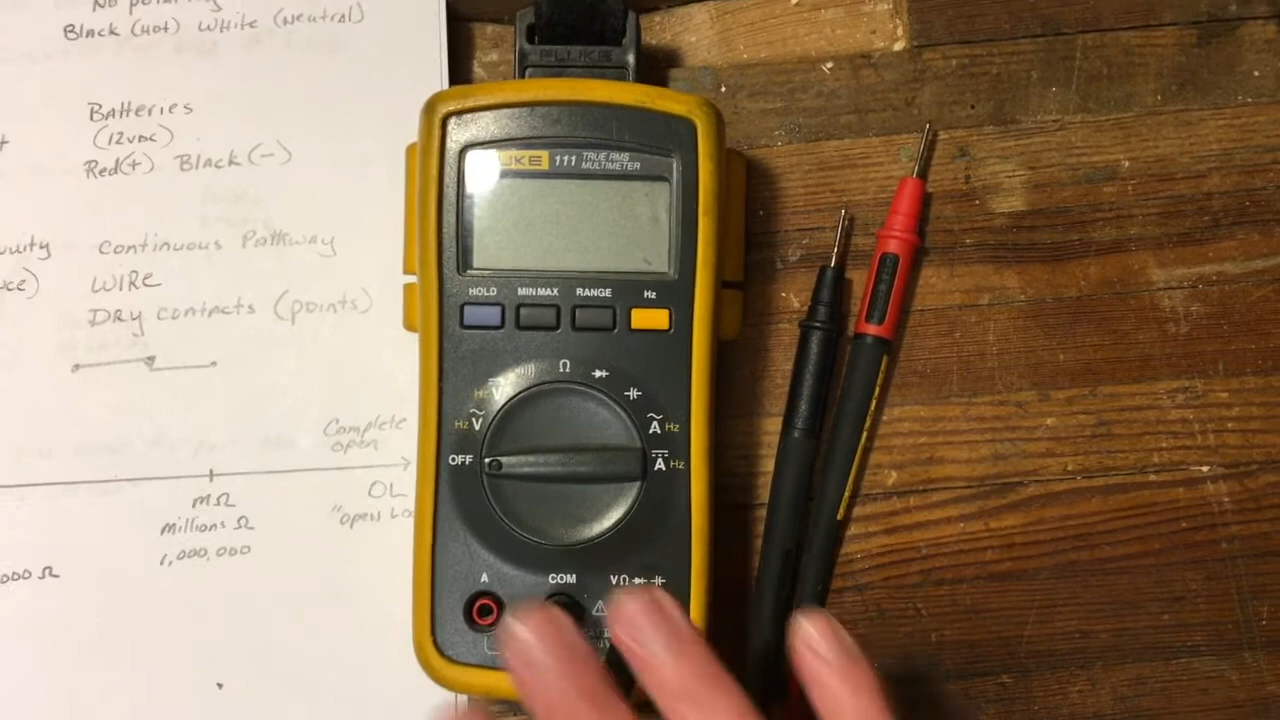 Black (Hot) White (Neutral)
Batteries
(12VDC)
Red(+) Black(-)
Continuous Pathway
WIRE
DRY contacts (points)
Complete
open
mΩ
millions Ω
1,000,000
OL
"open
000 Ω
FLUKE
UKE 111 TRUE RMS
MULTIMETER
HOLD MIN MAX RANGE Hz
Ω
Hz V
Hz V
OFF
A Hz
A Hz
A COM VΩ